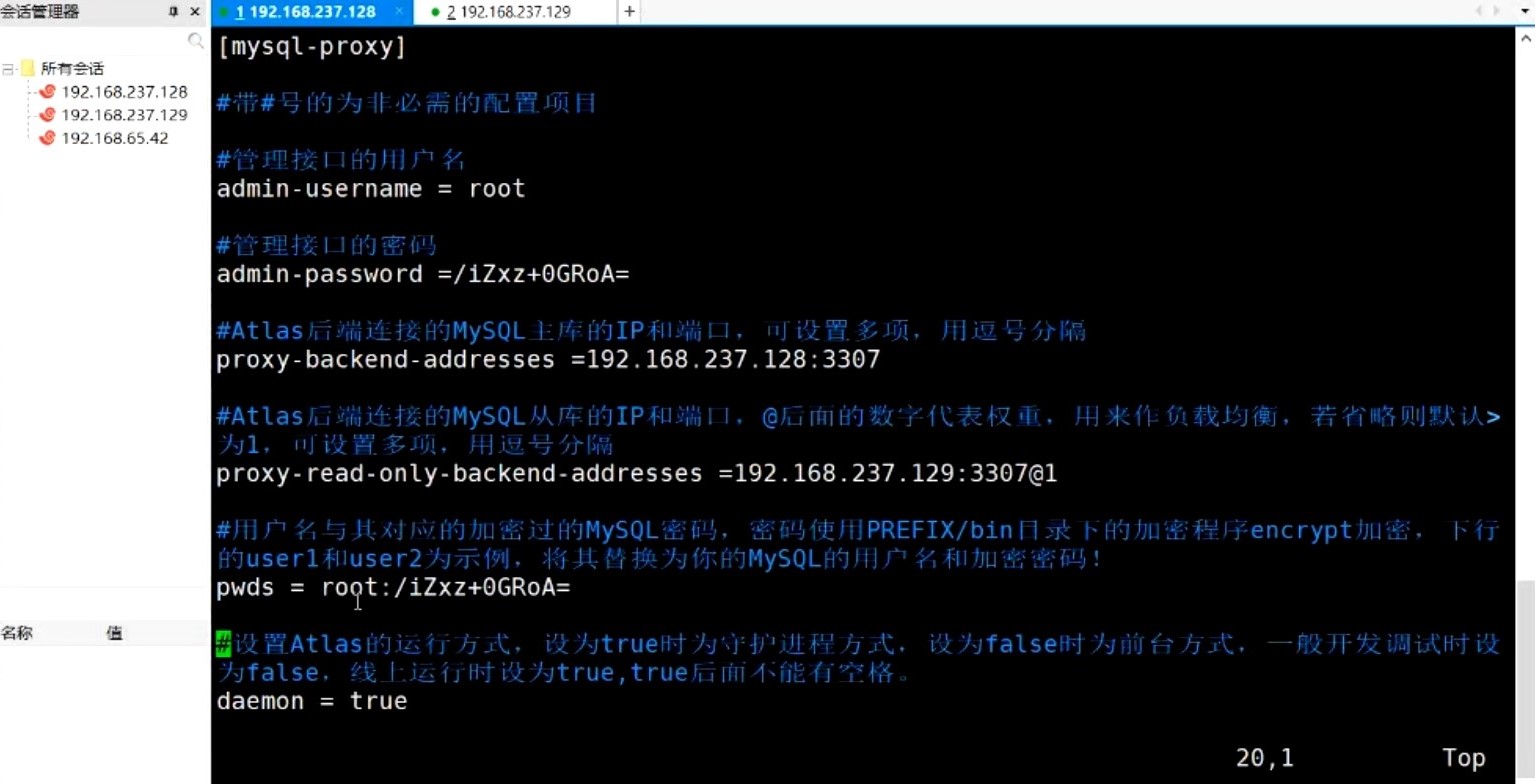 会话管理器
1 192.168.237.128
2 192.168.237.129
所有会话
192.168.237.128
192.168.237.129
192.168.65.42
名称 值
[mysql-proxy]
#带#号的为非必需的配置项目
#管理接口的用户名
admin-username = root
#管理接口的密码
admin-password =/iZxz+0GRoA=
#Atlas后端连接的MySQL主库的IP和端口，可设置多项，用逗号分隔
proxy-backend-addresses =192.168.237.128:3307
#Atlas后端连接的MySQL从库的IP和端口，@后面的数字代表权重，用来作负载均衡，若省略则默认>
为1，可设置多项，用逗号分隔
proxy-read-only-backend-addresses =192.168.237.129:3307@1
#用户名与其对应的加密过的MySQL密码，密码使用PREFIX/bin目录下的加密程序encrypt加密，下行
的user1和user2为示例，将其替换为你的MySQL的用户名和加密密码！
pwds = root:/iZxz+0GRoA=
#设置Atlas的运行方式，设为true时为守护进程方式，设为false时为前台方式，一般开发调试时设
为false，线上运行时设为true,true后面不能有空格。
daemon = true
20,1 Top